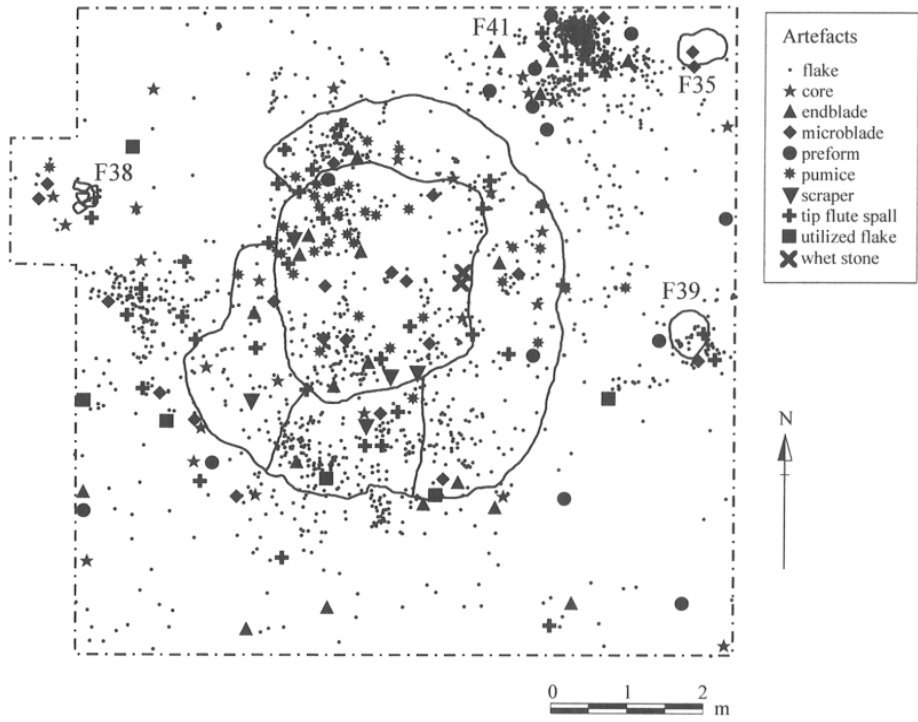 F41
F35
F38
F39
Artefacts
flake
core
endblade
microblade
preform
pumice
scraper
tip flute spall
utilized flake
whet stone
N
0 1 2
m